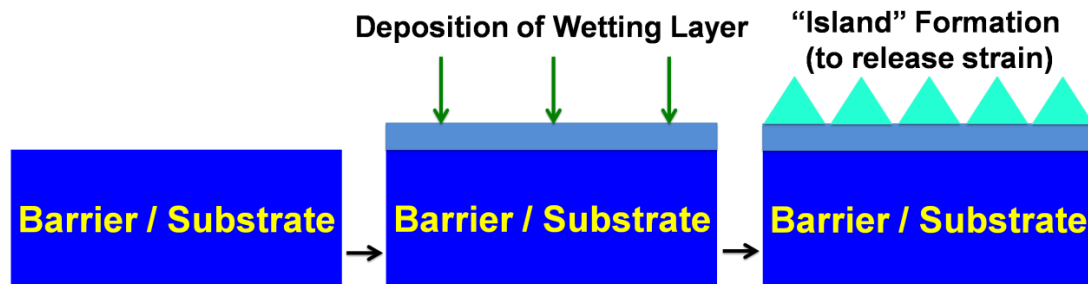 Deposition of Wetting Layer
“Island” Formation
(to release strain)
Barrier / Substrate
Barrier / Substrate
Barrier / Substrate